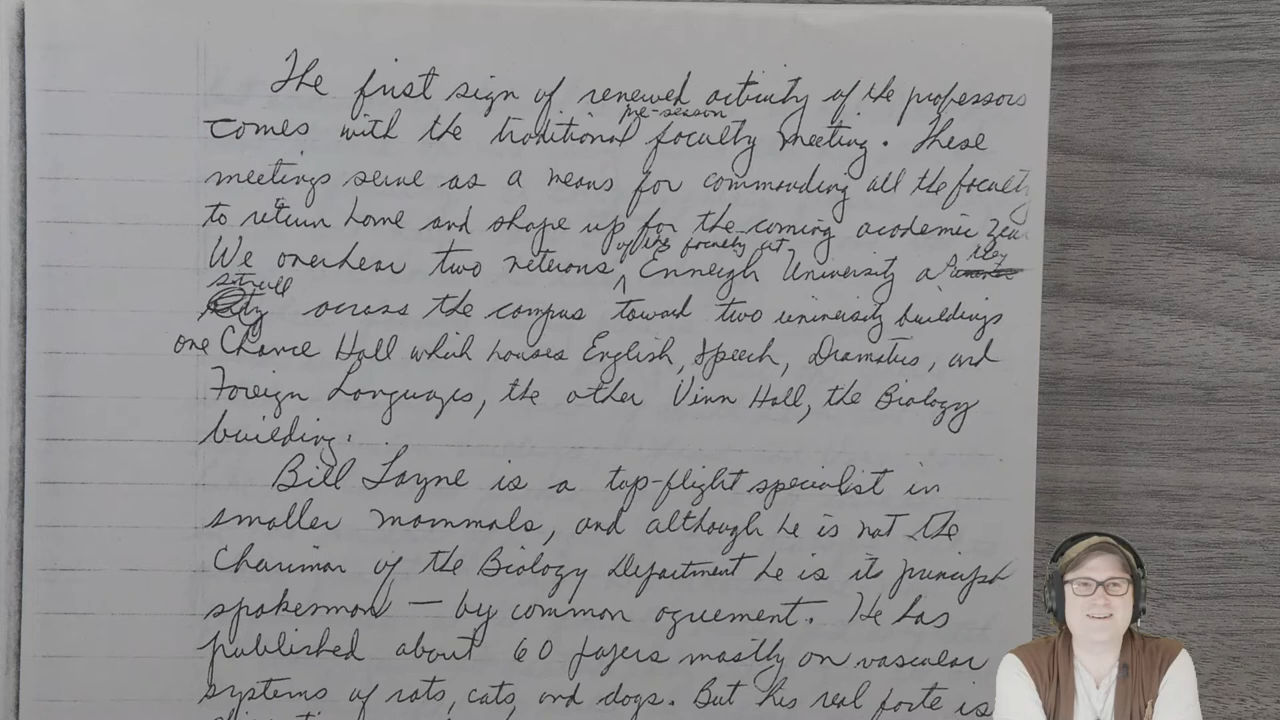 The first sign of renewed activity of the professors
comes with the traditional pre-season faculty meeting. These
meetings serve as a means for commanding all the faculty
to return home and shape up for the coming academic year
We overhear two veterans of the faculty at Enneigh University as they
stroll across the campus toward two university buildings
one Chance Hall which houses English, Speech, Dramatics, and
Foreign Languages, the other Vinn Hall, the Biology
building.
Bill Layne is a top-flight specialist in
smaller mammals, and although he is not the
Chairman of the Biology Department he is its principal
spokesman — by common agreement. He has
published about 60 papers mostly on vascular
systems of rats, cats, and dogs. But his real forte is